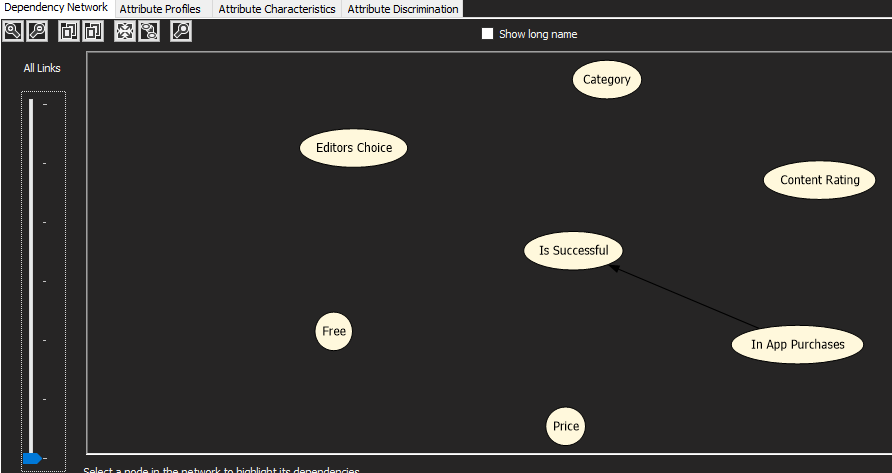 Dependency Network Attribute Profiles Attribute Characteristics Attribute Discrimination
Show long name
All Links
Category
Editors Choice
Content Rating
Is Successful
Free
In App Purchases
Price
Select a node in the network to highlight its dependencies